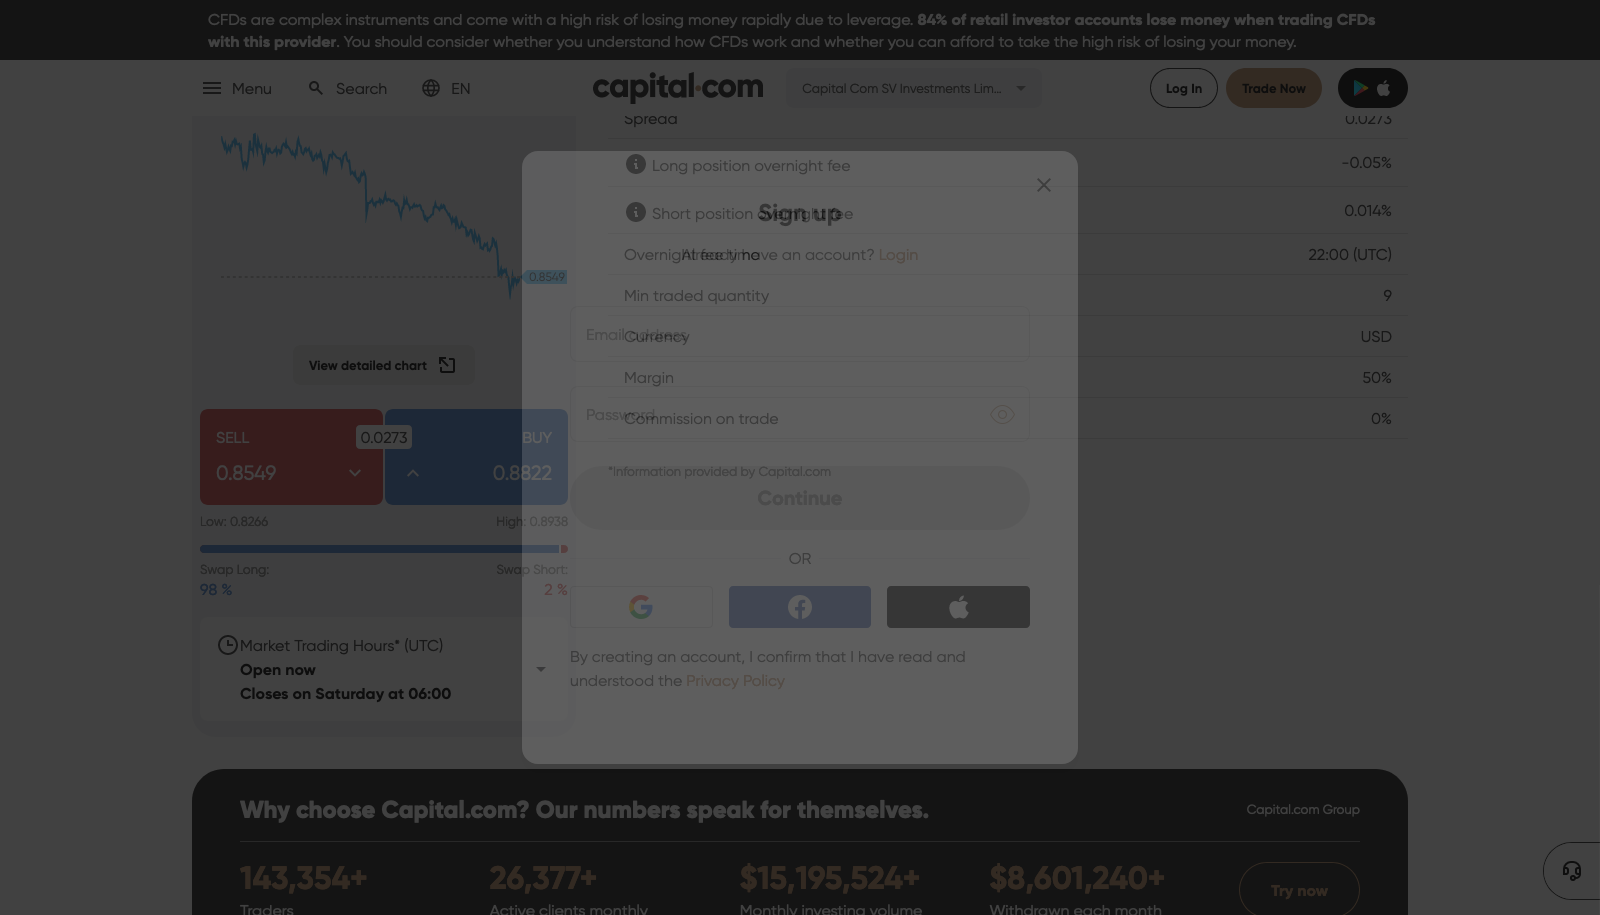 CFDs are complex instruments and come with a high risk of losing money rapidly due to leverage. 84% of retail investor accounts lose money when trading CFDs
with this provider. You should consider whether you understand how CFDs work and whether you can afford to take the high risk of losing your money.
Menu
Search
EN
capital.com
Capital Com SV Investments Lim...
Log In
Trade Now
Spread
0.0273
Long position overnight fee
-0.05%
Short position overnight fee
0.014%
Overnight fee time
22:00 (UTC)
Min traded quantity
9
Currency
USD
Margin
50%
Commission on trade
0%
*Information provided by Capital.com
0.8549
View detailed chart
SELL
0.8549
0.0273
BUY
0.8822
Low: 0.8266
High: 0.8938
Swap Long:
98 %
Swap Short:
2 %
Market Trading Hours* (UTC)
Open now
Closes on Saturday at 06:00
Sign up
Already have an account? Login
Email address
Password
Continue
OR
By creating an account, I confirm that I have read and
understood the Privacy Policy
Why choose Capital.com? Our numbers speak for themselves.
Capital.com Group
143,354+
Traders
26,377+
Active clients monthly
$15,195,524+
Monthly investing volume
$8,601,240+
Withdrawn each month
Try now